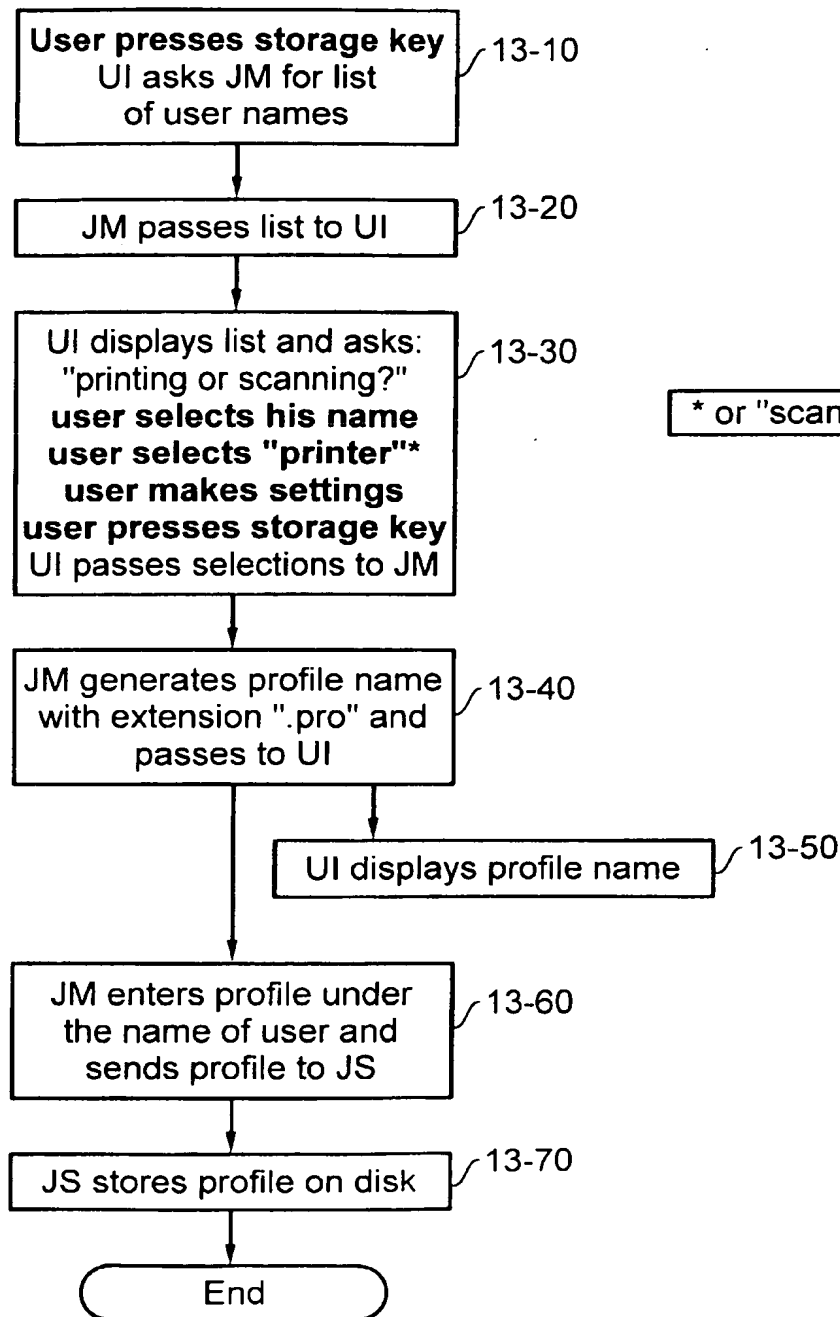 User presses storage key
UI asks JM for list
of user names
13-10
JM passes list to UI
13-20
UI displays list and asks:
"printing or scanning?"
user selects his name
user selects "printer"*
user makes settings
user presses storage key
UI passes selections to JM
13-30
* or "scan
JM generates profile name
with extension ".pro" and
passes to UI
13-40
UI displays profile name
13-50
JM enters profile under
the name of user and
sends profile to JS
13-60
JS stores profile on disk
13-70
End